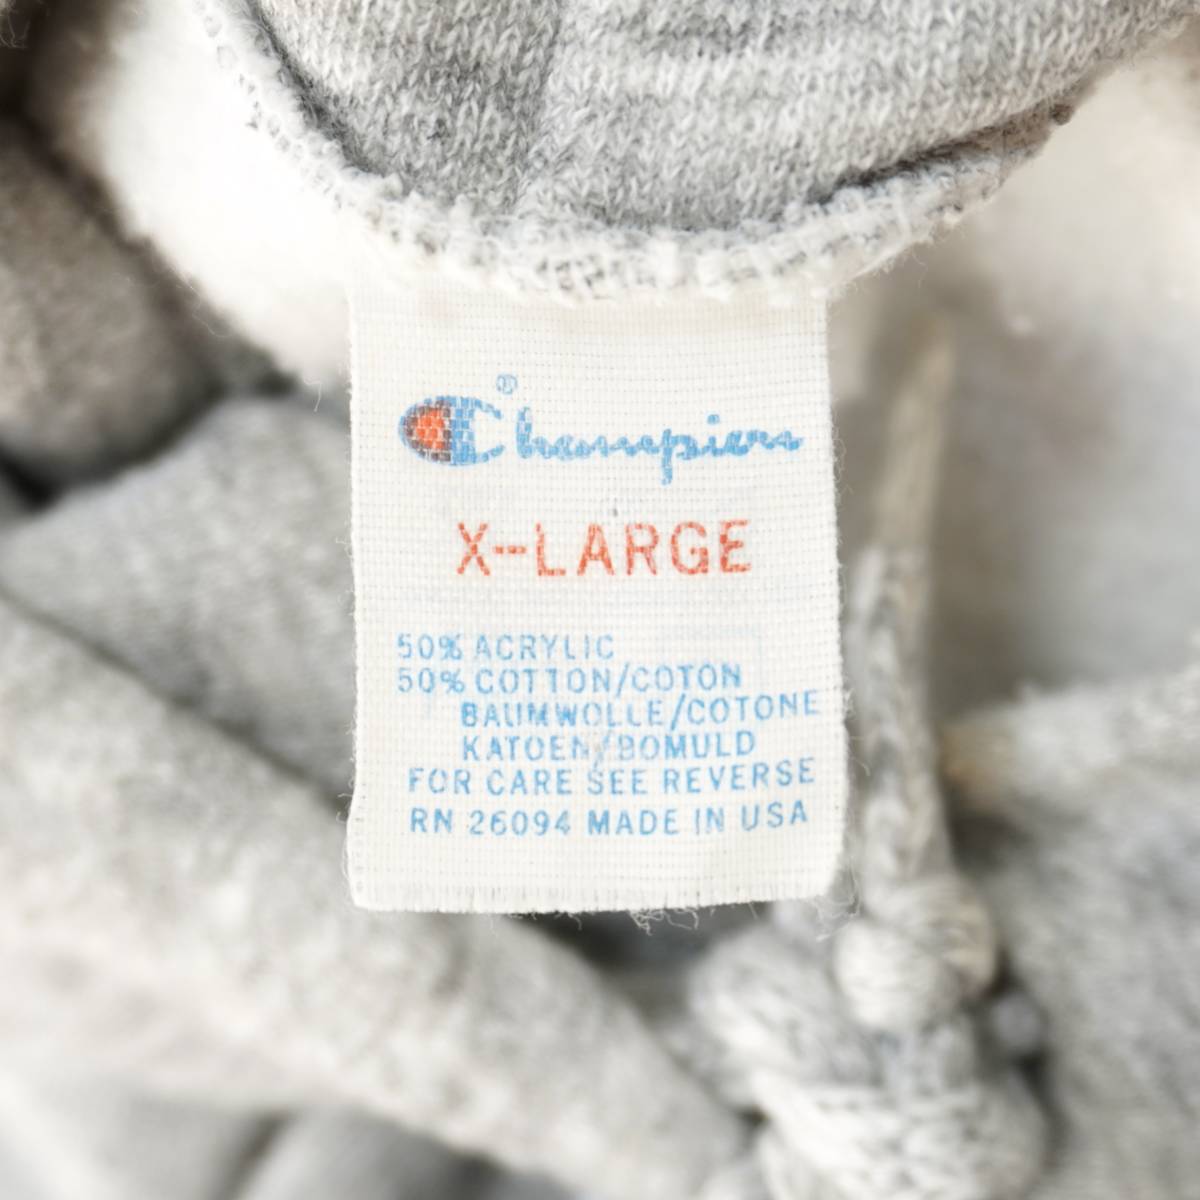 Champion®
X-LARGE
50% ACRYLIC
50% COTTON/COTON
BAUMWOLLE/COTONE
KATOEN/BOMULD
FOR CARE SEE REVERSE
RN 26094 MADE IN USA